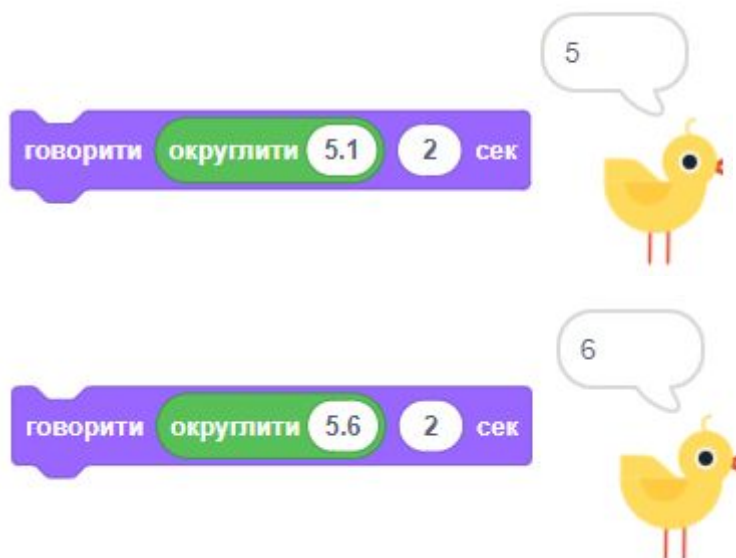 5
говорити округлити 5.1 2 сек
6
говорити округлити 5.6 2 сек